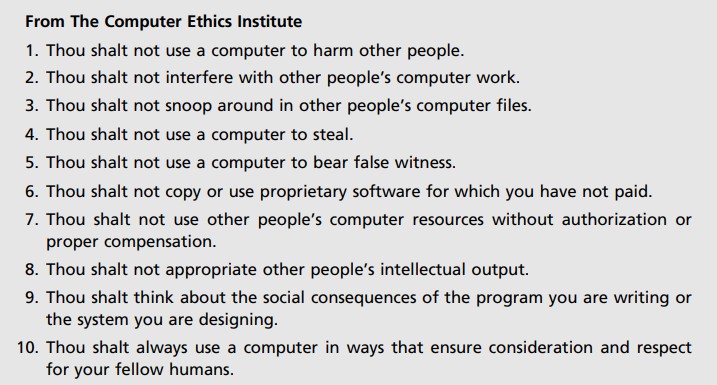 From The Computer Ethics Institute
1. Thou shalt not use a computer to harm other people.
2. Thou shalt not interfere with other people's computer work.
3. Thou shalt not snoop around in other people's computer files.
4. Thou shalt not use a computer to steal.
5. Thou shalt not use a computer to bear false witness.
6. Thou shalt not copy or use proprietary software for which you have not paid.
7. Thou shalt not use other people's computer resources without authorization or
proper compensation.
8. Thou shalt not appropriate other people's intellectual output.
9. Thou shalt think about the social consequences of the program you are writing or
the system you are designing.
10. Thou shalt always use a computer in ways that ensure consideration and respect
for your fellow humans.